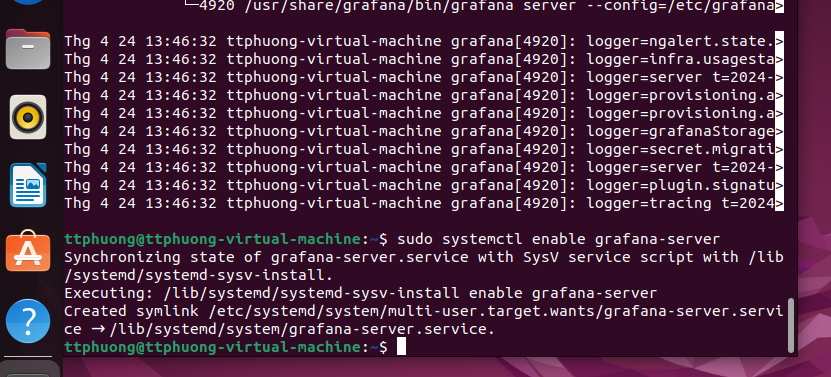 └─4920 /usr/share/grafana/bin/grafana server --config=/etc/grafana>
Thg 4 24 13:46:32 ttphuong-virtual-machine grafana[4920]: logger=ngalert.state.>
Thg 4 24 13:46:32 ttphuong-virtual-machine grafana[4920]: logger=infra.usagesta>
Thg 4 24 13:46:32 ttphuong-virtual-machine grafana[4920]: logger=server t=2024->
Thg 4 24 13:46:32 ttphuong-virtual-machine grafana[4920]: logger=provisioning.a>
Thg 4 24 13:46:32 ttphuong-virtual-machine grafana[4920]: logger=provisioning.a>
Thg 4 24 13:46:32 ttphuong-virtual-machine grafana[4920]: logger=grafanaStorage>
Thg 4 24 13:46:32 ttphuong-virtual-machine grafana[4920]: logger=secret.migrati>
Thg 4 24 13:46:32 ttphuong-virtual-machine grafana[4920]: logger=server t=2024->
Thg 4 24 13:46:32 ttphuong-virtual-machine grafana[4920]: logger=plugin.signatu>
Thg 4 24 13:46:32 ttphuong-virtual-machine grafana[4920]: logger=tracing t=2024>
ttphuong@ttphuong-virtual-machine:~$ sudo systemctl enable grafana-server
Synchronizing state of grafana-server.service with SysV service script with /lib
/systemd/systemd-sysv-install.
Executing: /lib/systemd/systemd-sysv-install enable grafana-server
Created symlink /etc/systemd/system/multi-user.target.wants/grafana-server.servi
ce → /lib/systemd/system/grafana-server.service.
ttphuong@ttphuong-virtual-machine:~$